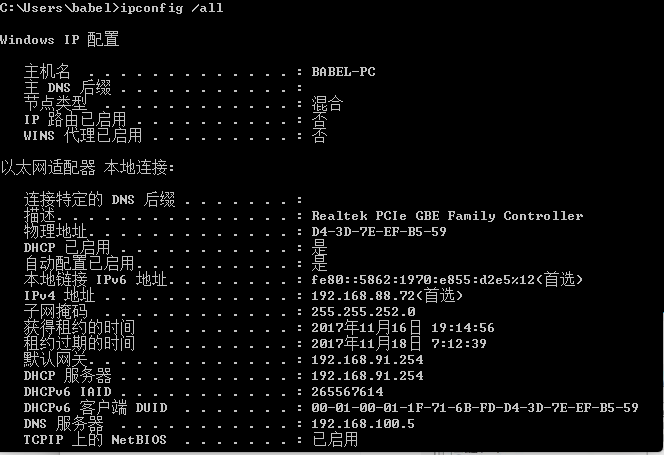 C:\Users\babel>ipconfig /all
Windows IP 配置
主机名 . . . . . . . . . . . . . : BABEL-PC
主 DNS 后缀 . . . . . . . . . . . :
节点类型 . . . . . . . . . . . . : 混合
IP 路由已启用 . . . . . . . . . . : 否
WINS 代理已启用 . . . . . . . . . : 否
以太网适配器 本地连接:
连接特定的 DNS 后缀 . . . . . . . :
描述. . . . . . . . . . . . . . . : Realtek PCIe GBE Family Controller
物理地址. . . . . . . . . . . . . : D4-3D-7E-EF-B5-59
DHCP 已启用 . . . . . . . . . . . : 是
自动配置已启用. . . . . . . . . . : 是
本地链接 IPv6 地址. . . . . . . . : fe80::5862:1970:e855:d2e5%12(首选)
IPv4 地址 . . . . . . . . . . . . : 192.168.88.72(首选)
子网掩码 . . . . . . . . . . . . : 255.255.252.0
获得租约的时间 . . . . . . . . . : 2017年11月16日 19:14:56
租约过期的时间 . . . . . . . . . : 2017年11月18日 7:12:39
默认网关. . . . . . . . . . . . . : 192.168.91.254
DHCP 服务器 . . . . . . . . . . . : 192.168.91.254
DHCPv6 IAID . . . . . . . . . . . : 265567614
DHCPv6 客户端 DUID . . . . . . . : 00-01-00-01-1F-71-6B-FD-D4-3D-7E-EF-B5-59
DNS 服务器 . . . . . . . . . . . : 192.168.100.5
TCPIP 上的 NetBIOS . . . . . . . : 已启用